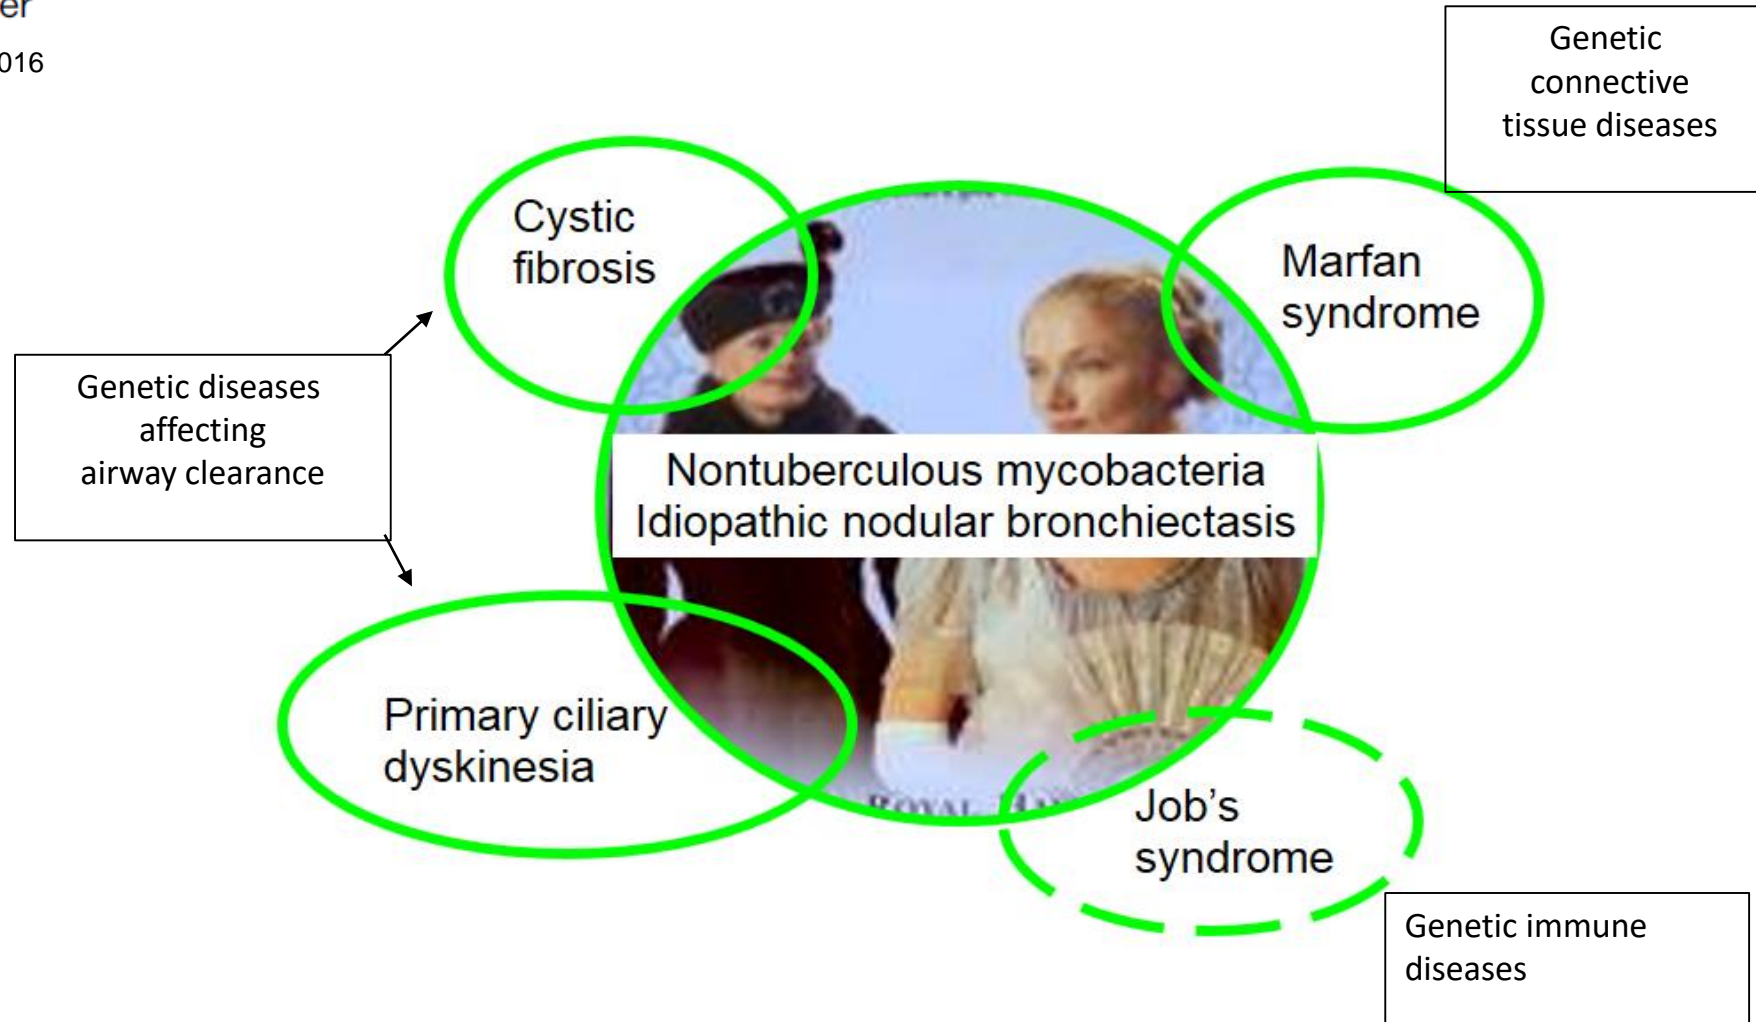 er
016
Genetic
connective
tissue diseases
Cystic
fibrosis
Marfan
syndrome
Genetic diseases
affecting
airway clearance
Nontuberculous mycobacteria
Idiopathic nodular bronchiectasis
Primary ciliary
dyskinesia
ROYAL
Job’s
syndrome
Genetic immune
diseases